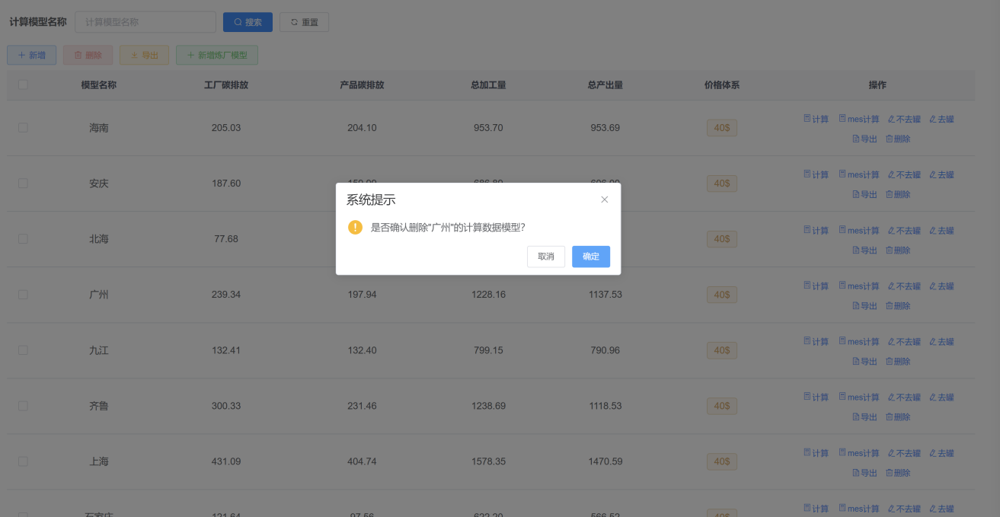 计算模型名称 计算模型名称 搜索 重置
新增 删除 导出 新增炼厂模型
模型名称 工厂碳排放 产品碳排放 总加工量 总产出量 价格体系 操作
海南 205.03 204.10 953.70 953.69 40$ 计算 mes计算 不去罐 去罐
导出 删除
安庆 187.60 40$ 计算 mes计算 不去罐 去罐
导出 删除
系统提示
是否确认删除"广州"的计算数据模型?
取消 确定
北海 77.68 40$ 计算 mes计算 不去罐 去罐
导出 删除
广州 239.34 197.94 1228.16 1137.53 40$ 计算 mes计算 不去罐 去罐
导出 删除
九江 132.41 132.40 799.15 790.96 40$ 计算 mes计算 不去罐 去罐
导出 删除
齐鲁 300.33 231.46 1238.69 1118.53 40$ 计算 mes计算 不去罐 去罐
导出 删除
上海 431.09 404.74 1578.35 1470.59 40$ 计算 mes计算 不去罐 去罐
导出 删除
石家庄 121.64 97.56 622.20 566.52 40$ 计算 mes计算 不去罐 去罐